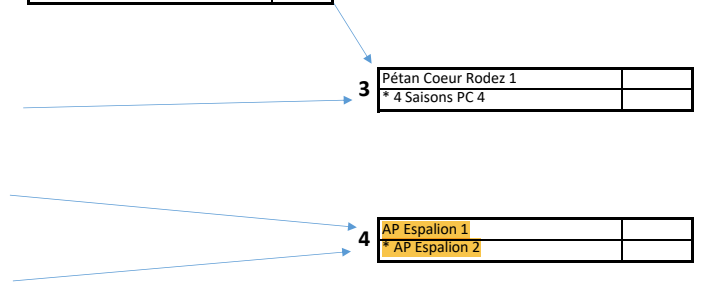 3
Pétan Coeur Rodez 1
* 4 Saisons PC 4
4
AP Espalion 1
* AP Espalion 2